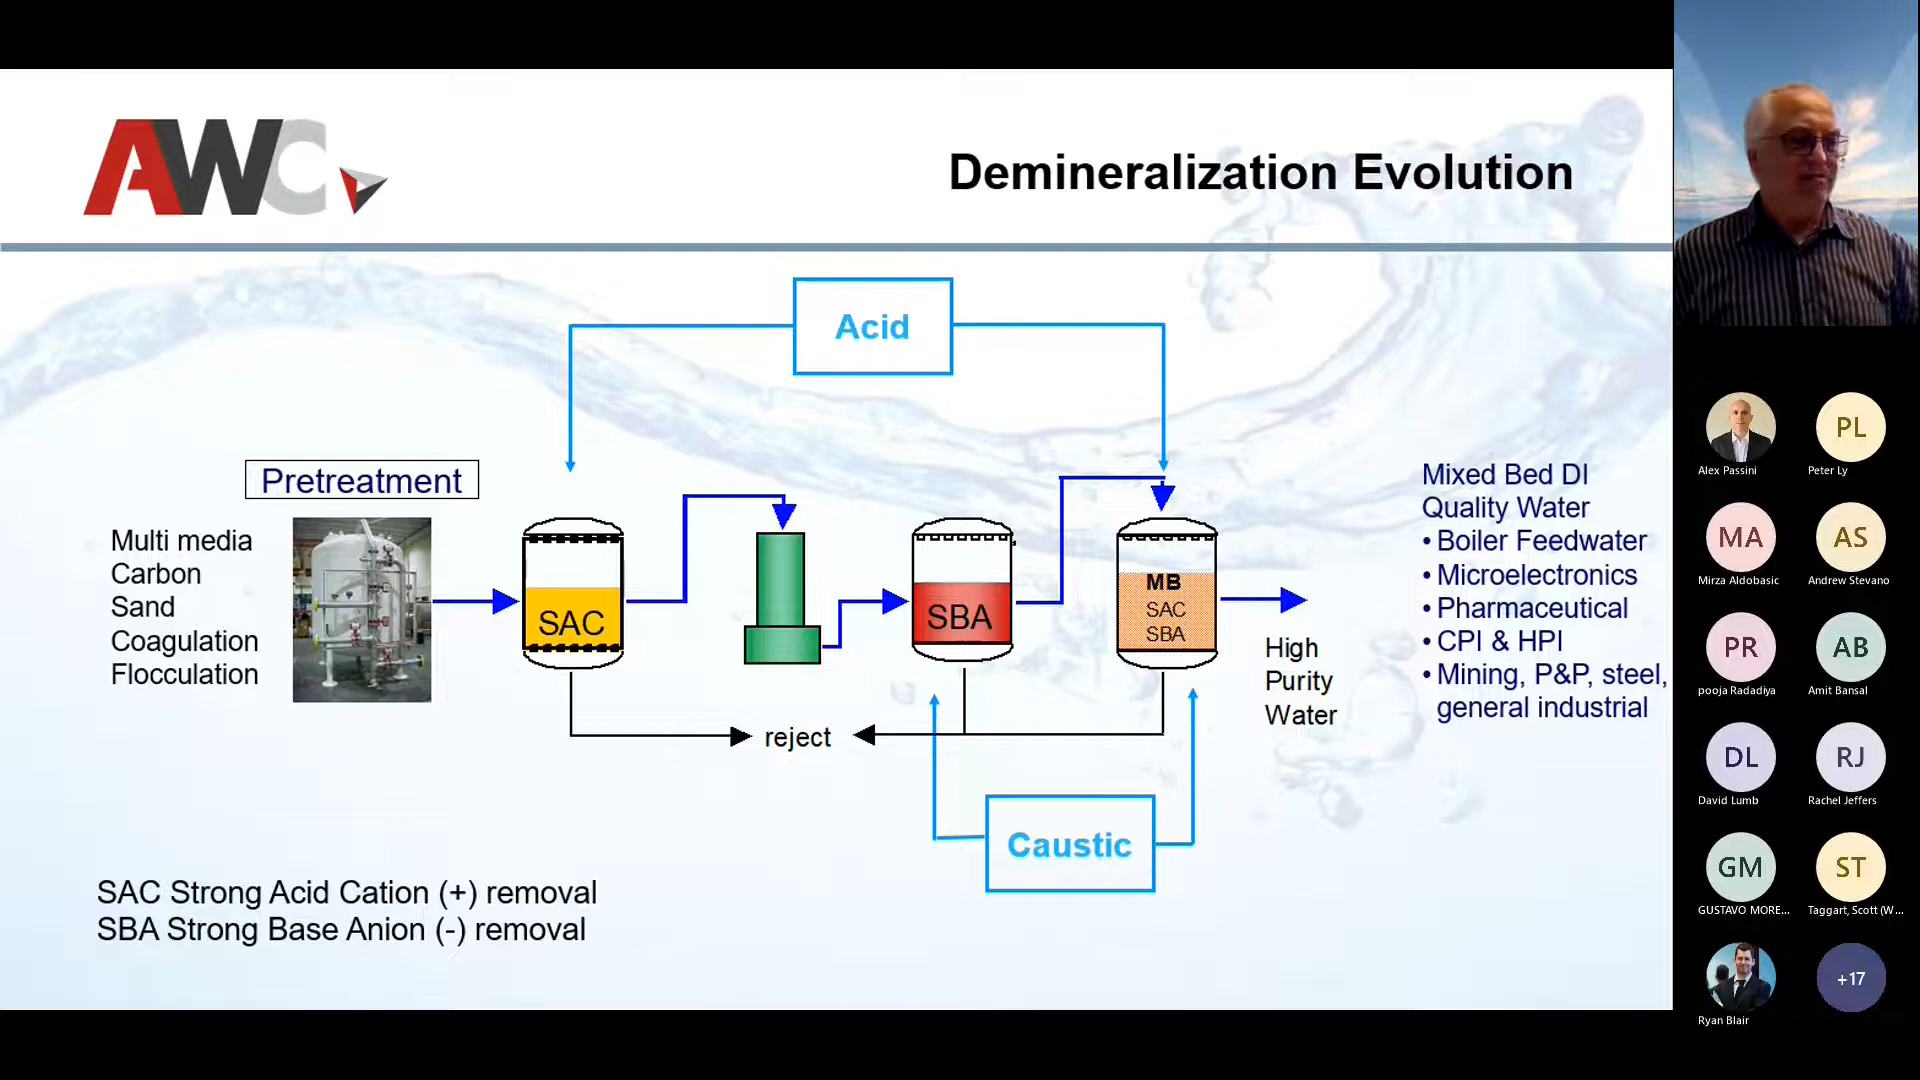 AWC
Demineralization Evolution
Acid
Pretreatment
Multi media
Carbon
Sand
Coagulation
Flocculation
SAC
SBA
MB
SAC
SBA
reject
High
Purity
Water
Mixed Bed DI
Quality Water
• Boiler Feedwater
• Microelectronics
• Pharmaceutical
• CPI & HPI
• Mining, P&P, steel,
general industrial
Caustic
SAC Strong Acid Cation (+) removal
SBA Strong Base Anion (-) removal
Alex Passini
PL
Peter Ly
MA
Mirza Aldobasic
AS
Andrew Stevano
PR
pooja Radadiya
AB
Amit Bansal
DL
David Lumb
RJ
Rachel Jeffers
GM
GUSTAVO MORE...
ST
Taggart, Scott (W...
Ryan Blair
+17